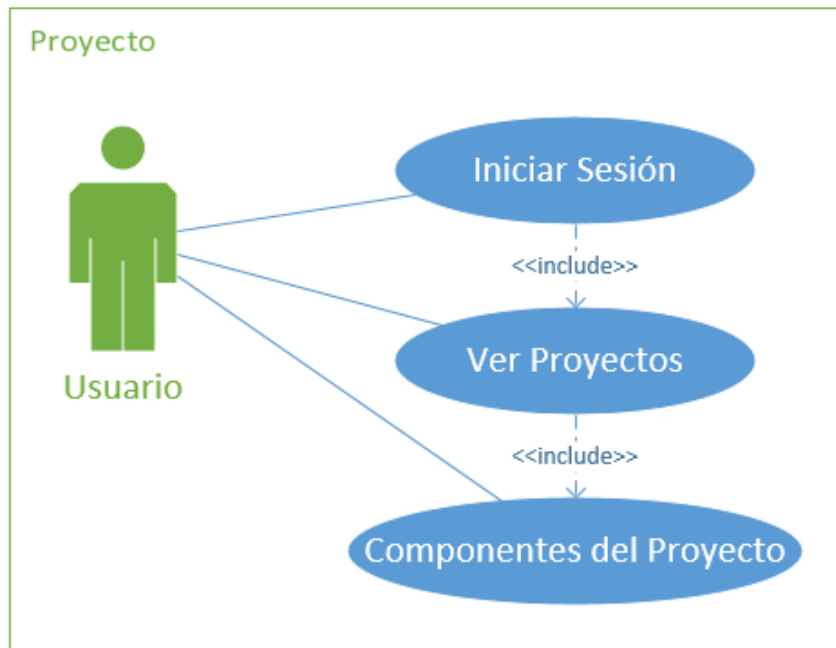 Proyecto
Iniciar Sesión
<<include>>
Ver Proyectos
Usuario
<<include>>
Componentes del Proyecto